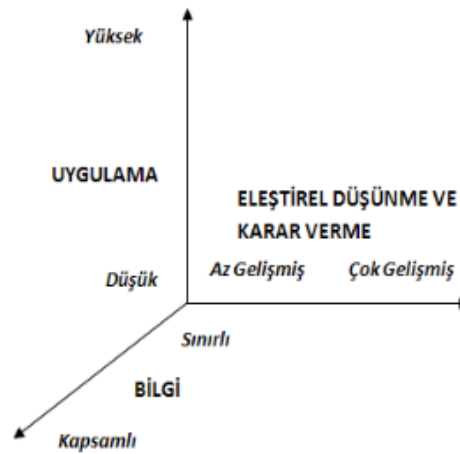 Yüksek
UYGULAMA
ELEŞTİREL DÜŞÜNME VE
KARAR VERME
Düşük
Az Gelişmiş
Çok Gelişmiş
Sınırlı
BİLGİ
Kapsamlı